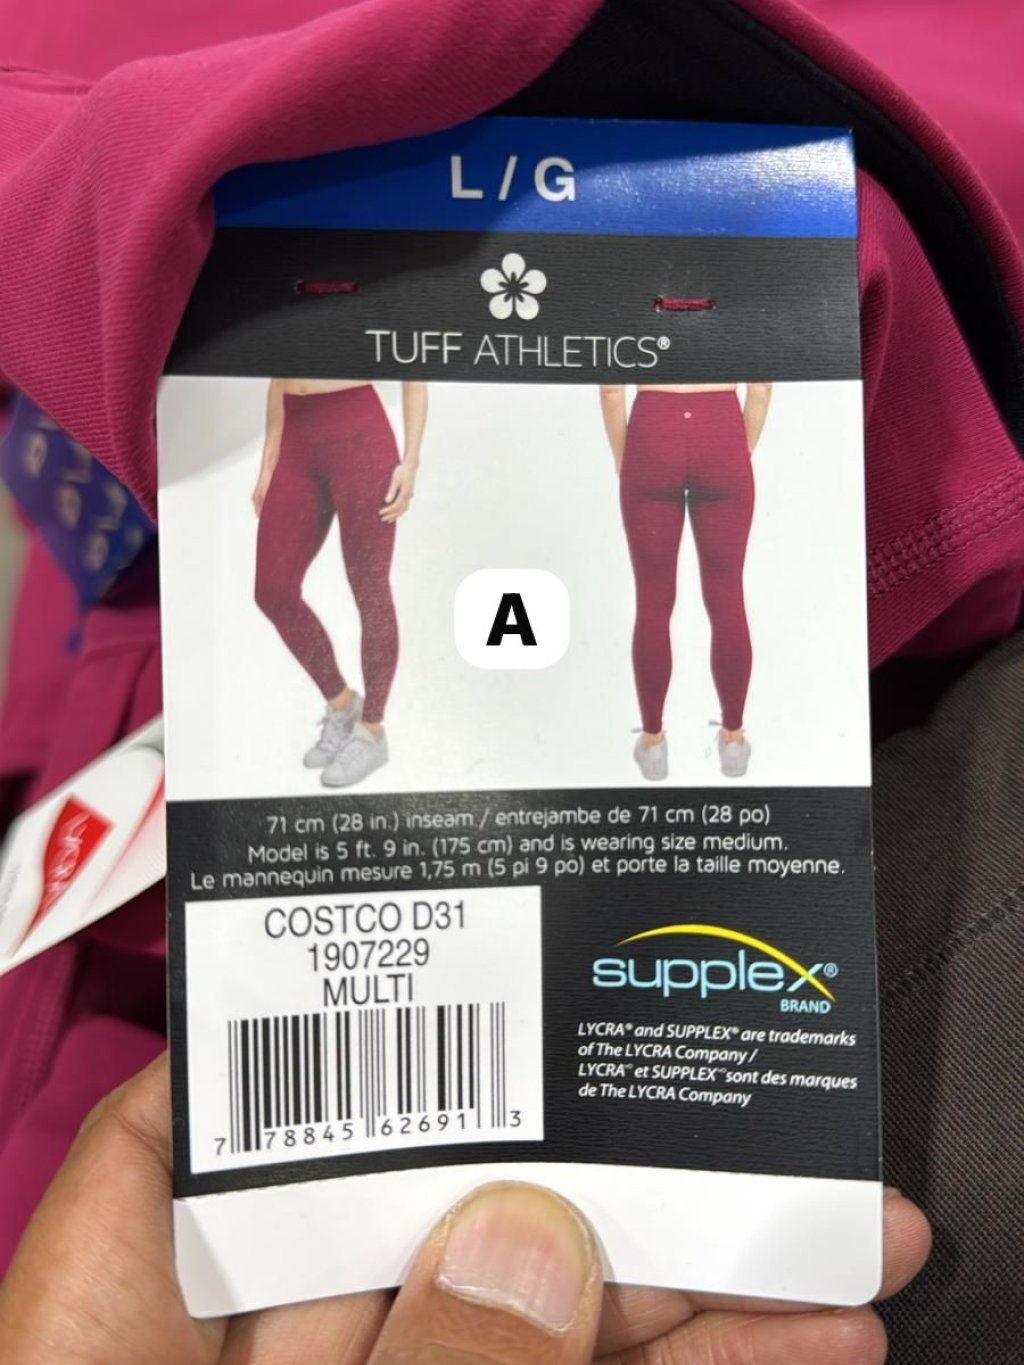 L / G
TUFF ATHLETICS®
A
71 cm (28 in.) inseam / entrejambe de 71 cm (28 po)
Model is 5 ft. 9 in. (175 cm) and is wearing size medium.
Le mannequin mesure 1,75 m (5 pi 9 po) et porte la taille moyenne.
COSTCO D31
1907229
MULTI
7 78845 62691 3
supplex®
BRAND
LYCRA® and SUPPLEX® are trademarks
of The LYCRA Company /
LYCRA® et SUPPLEX® sont des marques
de The LYCRA Company
LYCRA